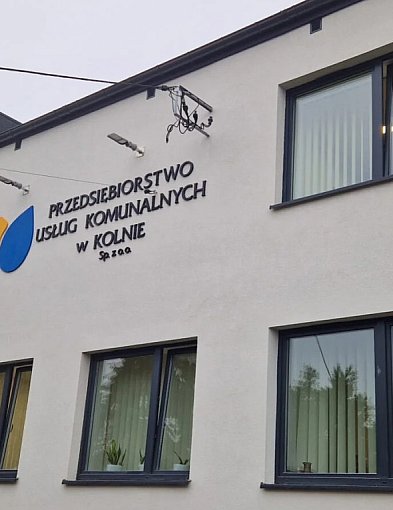 PRZEDSIĘBIORSTWO
USŁUG KOMUNALNYCH
w KOLNIE
Sp. z o.o.